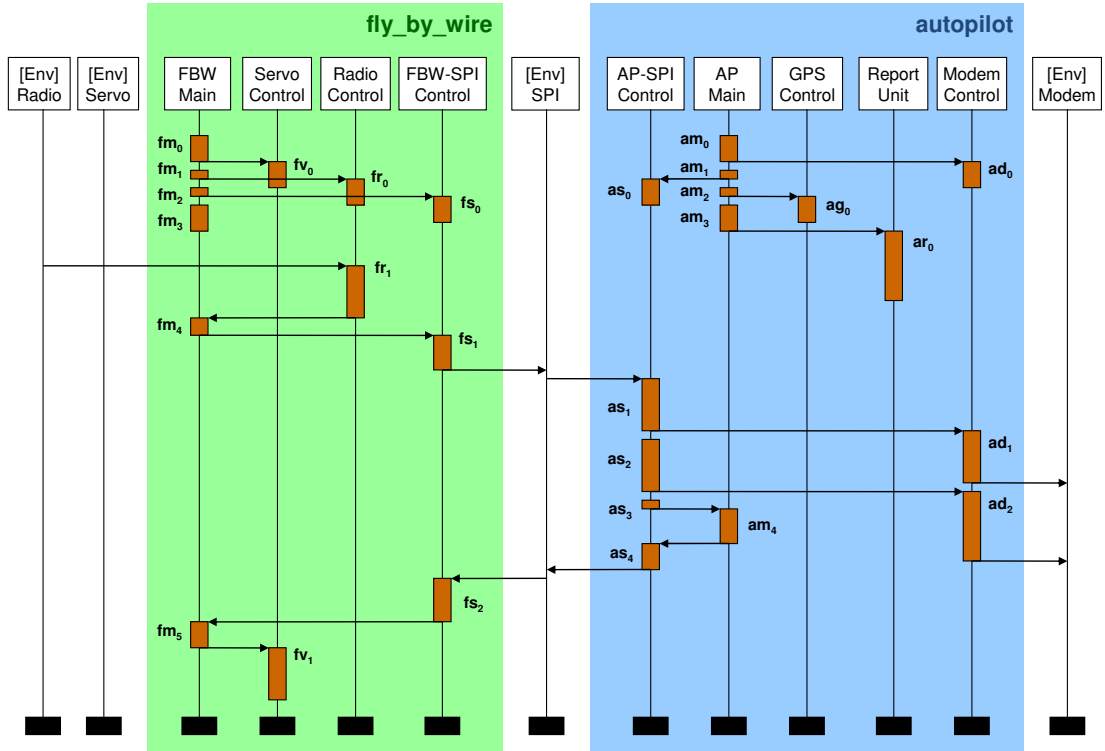 fly_by_wire
autopilot
[Env]
Radio
[Env]
Servo
FBW
Main
Servo
Control
Radio
Control
FBW-SPI
Control
[Env]
SPI
AP-SPI
Control
AP
Main
GPS
Control
Report
Unit
Modem
Control
[Env]
Modem
fm₀
fv₀
fm₁
fr₀
fm₂
fs₀
fm₃
am₀
am₁
ad₀
as₀
am₂
ag₀
am₃
ar₀
fr₁
fm₄
fs₁
as₁
ad₁
as₂
as₃
ad₂
am₄
as₄
fs₂
fm₅
fv₁